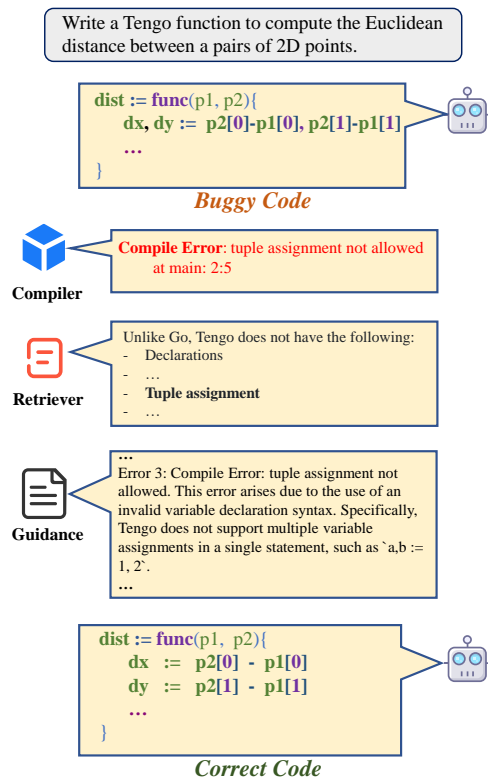 Write a Tengo function to compute the Euclidean
distance between a pairs of 2D points.
dist := func(p1, p2){
dx, dy := p2[0]-p1[0], p2[1]-p1[1]
...
}
Buggy Code
Compile Error: tuple assignment not allowed
at main: 2:5
Compiler
Unlike Go, Tengo does not have the following:
- Declarations
- ...
- Tuple assignment
- ...
Retriever
...
Error 3: Compile Error: tuple assignment not
allowed. This error arises due to the use of an
invalid variable declaration syntax. Specifically,
Tengo does not support multiple variable
assignments in a single statement, such as `a,b :=
1, 2`.
...
Guidance
dist := func(p1, p2){
dx := p2[0] - p1[0]
dy := p2[1] - p1[1]
...
}
Correct Code